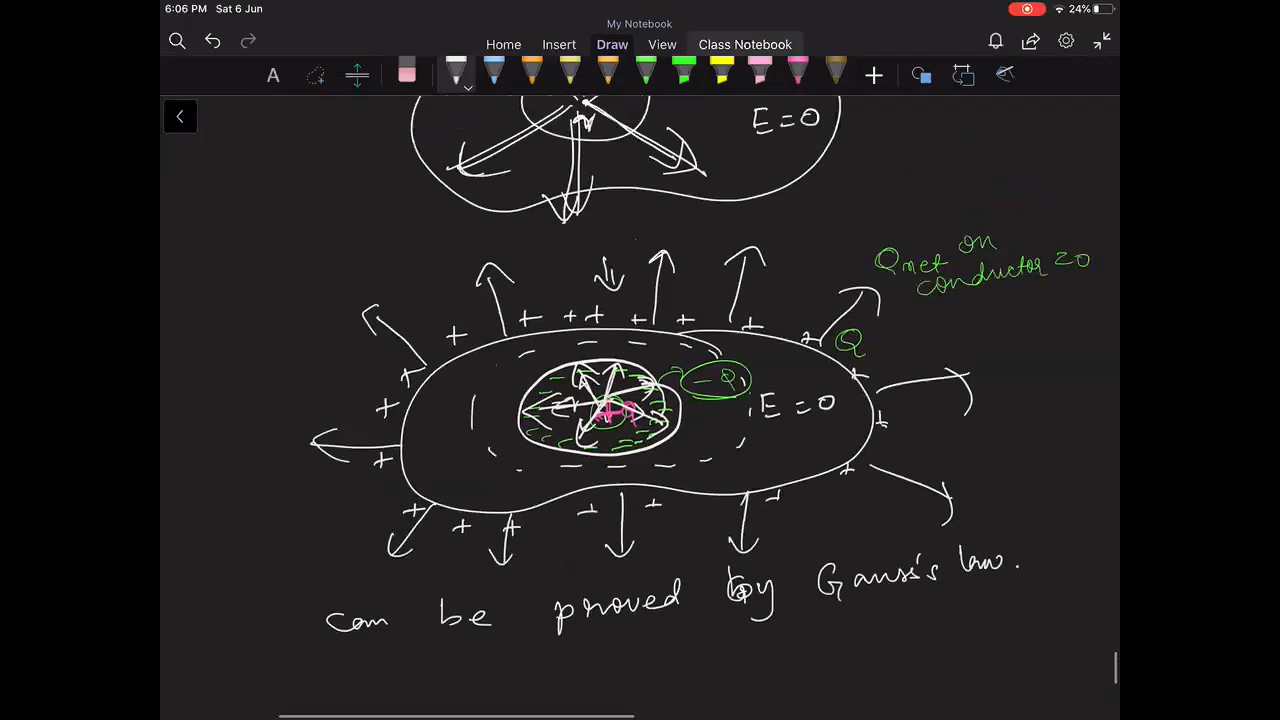 6:06 PM Sat 6 Jun
24%
My Notebook
Home Insert Draw View Class Notebook
A
E = 0
Qnet on
conductor = 0
Q
- Q
+q
E = 0
can be proved by Gauss's law.